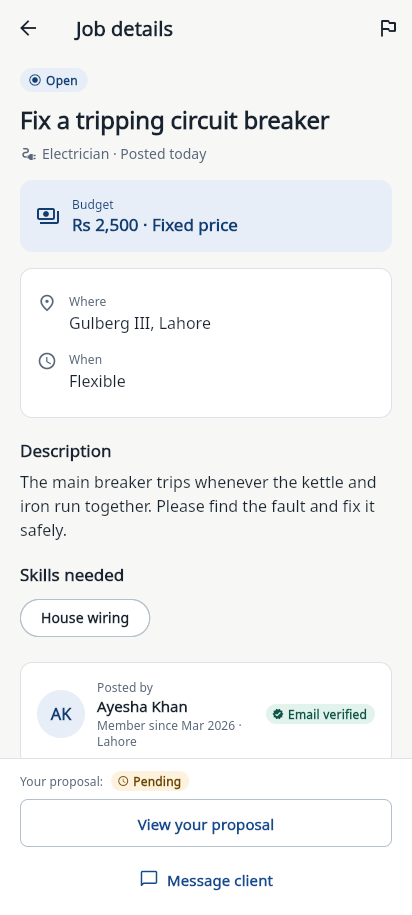 Job details
Open
Fix a tripping circuit breaker
Electrician · Posted today
Budget
Rs 2,500 · Fixed price
Where
Gulberg III, Lahore
When
Flexible
Description
The main breaker trips whenever the kettle and
iron run together. Please find the fault and fix it
safely.
Skills needed
House wiring
AK
Posted by
Ayesha Khan
Member since Mar 2026 ·
Lahore
Email verified
Your proposal:
Pending
View your proposal
Message client